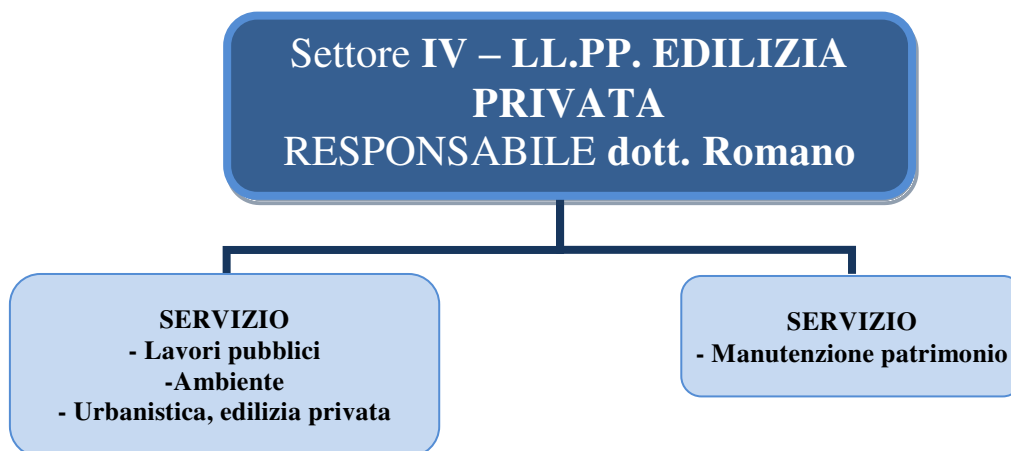 Settore IV – LL.PP. EDILIZIA
PRIVATA
RESPONSABILE dott. Romano
SERVIZIO
- Lavori pubblici
-Ambiente
- Urbanistica, edilizia privata
SERVIZIO
- Manutenzione patrimonio